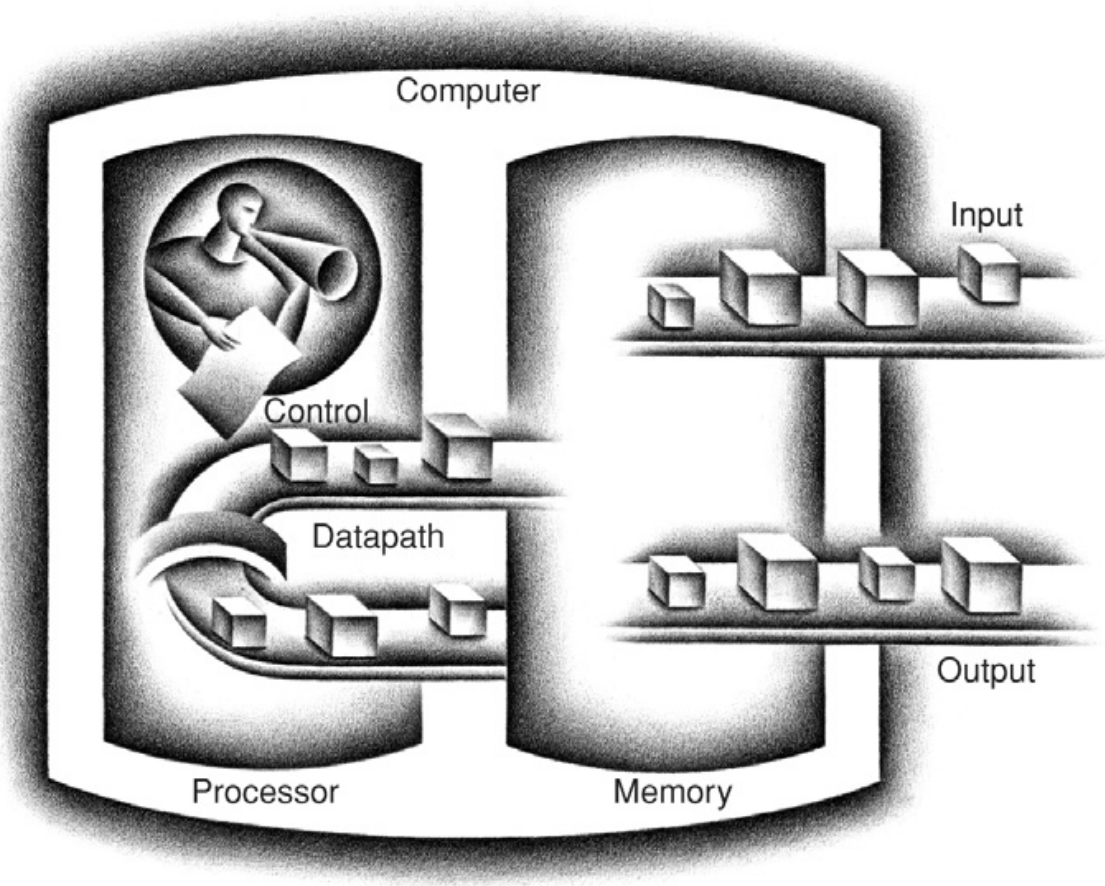 Computer
Input
Control
Datapath
Output
Processor
Memory